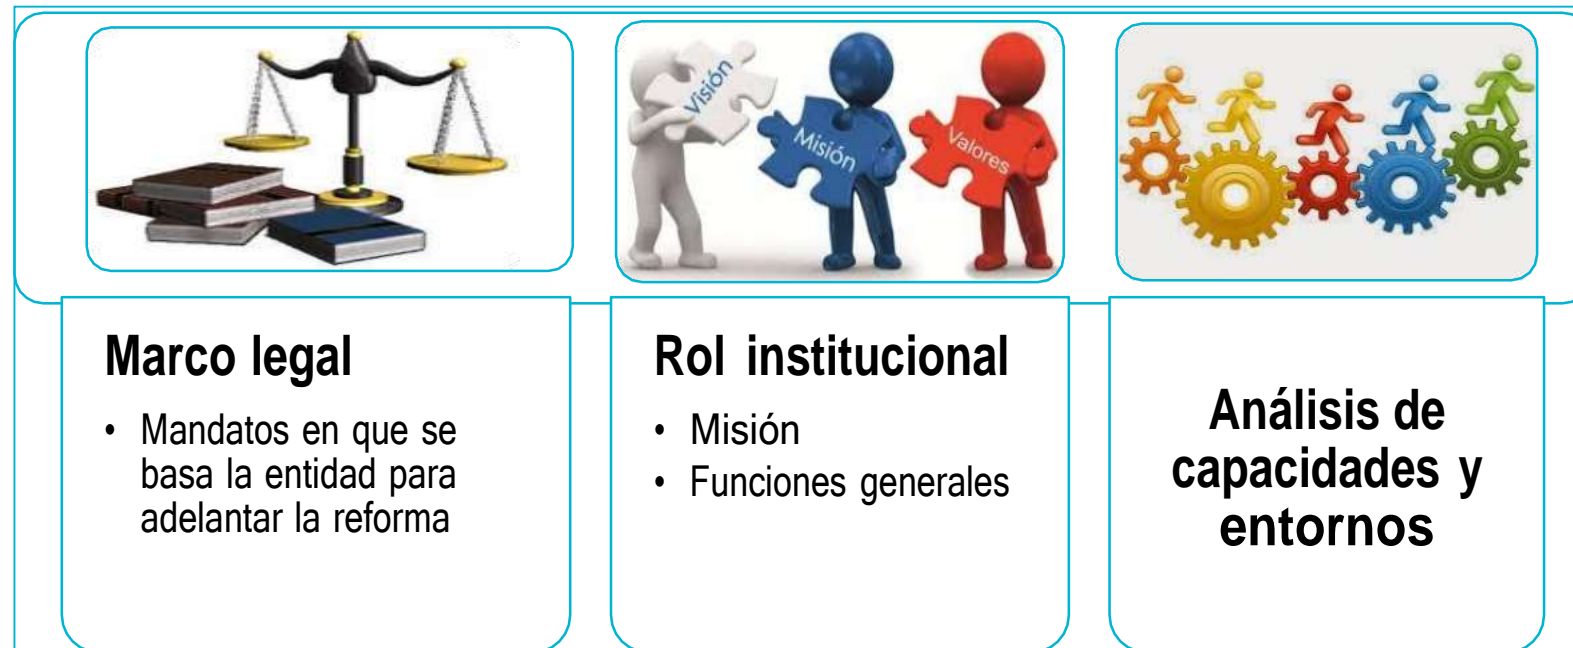 Visión
Misión
Valores
Marco legal
• Mandatos en que se
basa la entidad para
adelantar la reforma
Rol institucional
• Misión
• Funciones generales
Análisis de
capacidades y
entornos